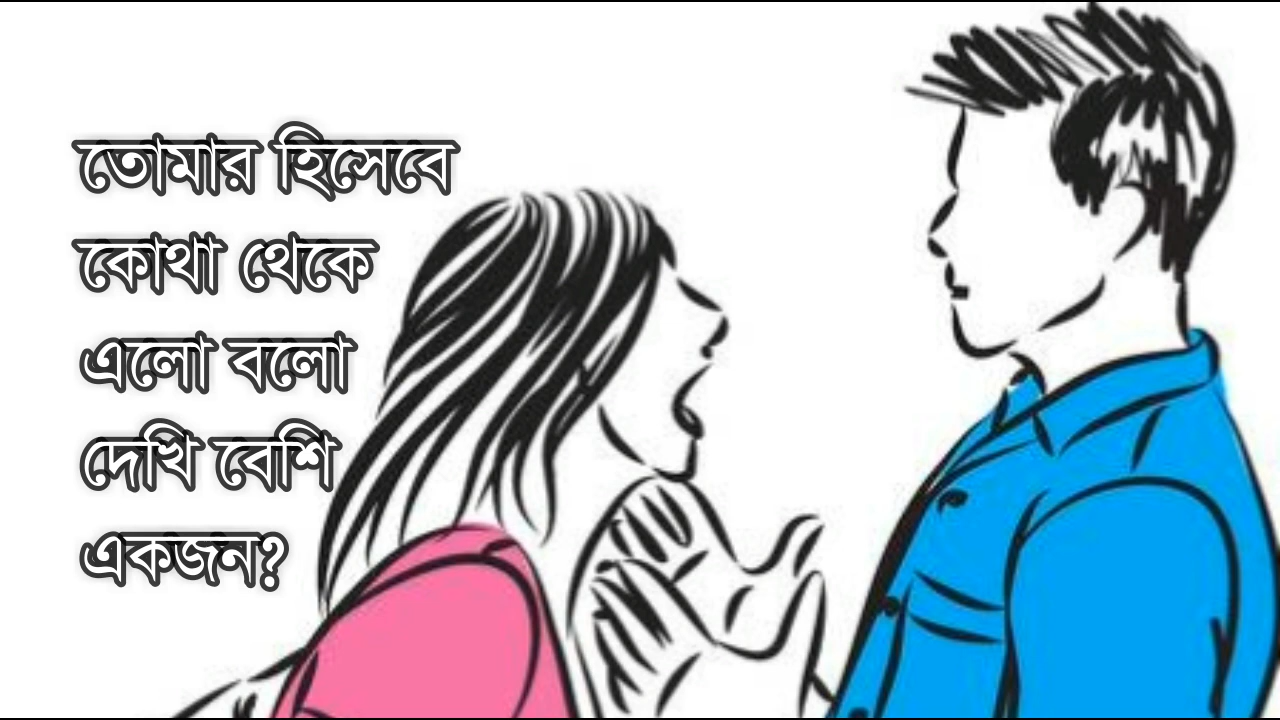 তোমার হিসেবে
কোথা থেকে
এলো বলো
দেখি বেশি
একজন?